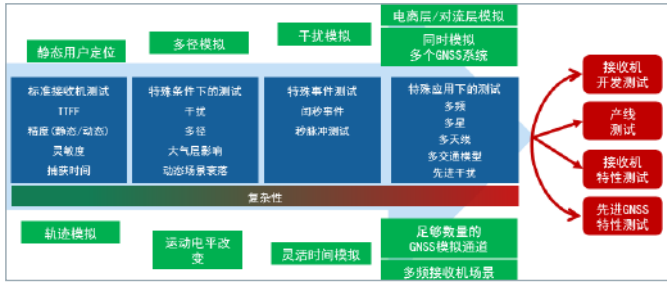 静态用户定位
多径模拟
干扰模拟
电离层/对流层模拟
同时模拟
多个GNSS系统
标准接收机测试
TTFF
精度(静态/动态)
灵敏度
捕获时间
特殊条件下的测试
干扰
多径
大气层影响
动态场景衰落
特殊事件测试
闰秒事件
秒脉冲测试
特殊应用下的测试
多频
多星
多天线
多交通模型
先进干扰
复杂性
轨迹模拟
运动电平改
变
灵活时间模拟
足够数量的
GNSS模拟通道
多频接收机场景
接收机
开发测试
产线
测试
接收机
特性测试
先进GNSS
特性测试